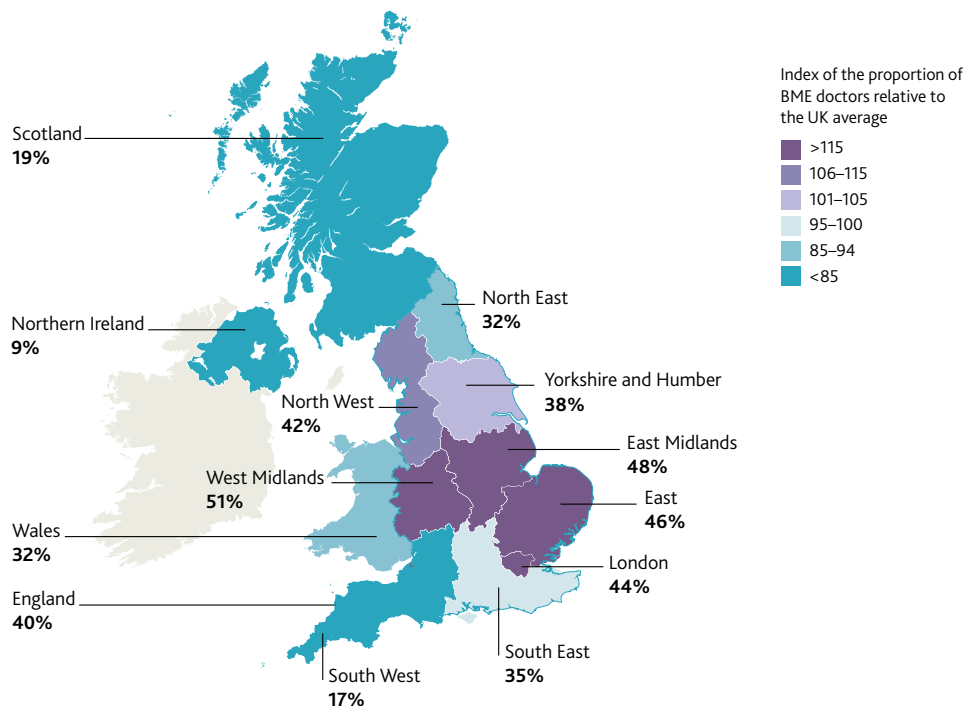 Index of the proportion of
BME doctors relative to
the UK average
>115
106–115
101–105
95–100
85–94
<85
Scotland
19%
Northern Ireland
9%
North East
32%
Yorkshire and Humber
38%
North West
42%
East Midlands
48%
West Midlands
51%
East
46%
Wales
32%
London
44%
England
40%
South East
35%
South West
17%